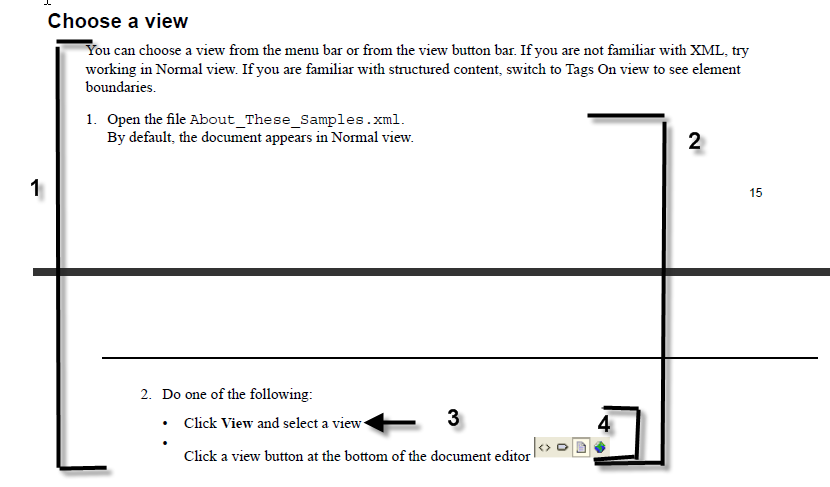 Choose a view
You can choose a view from the menu bar or from the view button bar. If you are not familiar with XML, try
working in Normal view. If you are familiar with structured content, switch to Tags On view to see element
boundaries.
1. Open the file About_These_Samples.xml.
By default, the document appears in Normal view.
2
1
15
2. Do one of the following:
• Click View and select a view
3
4
•
Click a view button at the bottom of the document editor